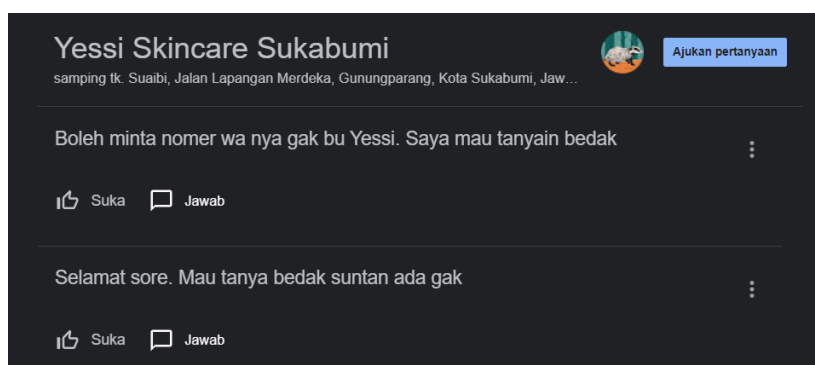 Yessi Skincare Sukabumi
Ajukan pertanyaan
samping tk. Suaibi, Jalan Lapangan Merdeka, Gunungparang, Kota Sukabumi, Jaw…
Boleh minta nomer wa nya gak bu Yessi. Saya mau tanyain bedak
Suka Jawab
Selamat sore. Mau tanya bedak suntan ada gak
Suka Jawab